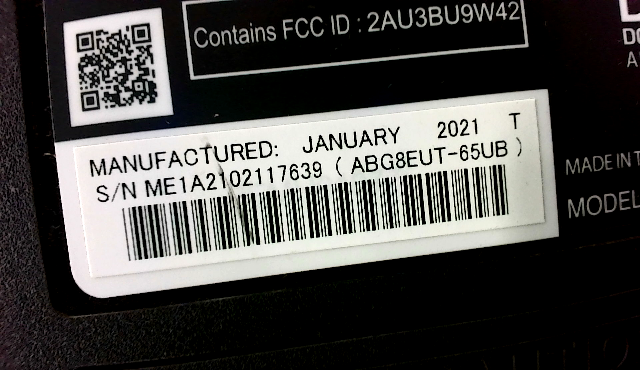 Contains FCC ID : 2AU3BU9W42
MANUFACTURED: JANUARY 2021 T
S/N ME1A2102117639 ( ABG8EUT-65UB )
MADE IN
MODEL